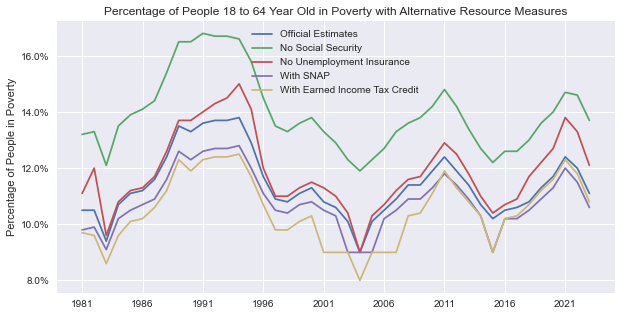 Percentage of People 18 to 64 Year Old in Poverty with Alternative Resource Measures
Official Estimates
No Social Security
No Unemployment Insurance
With SNAP
With Earned Income Tax Credit
Percentage of People in Poverty
16.0%
14.0%
12.0%
10.0%
8.0%
1981 1986 1991 1996 2001 2006 2011 2016 2021